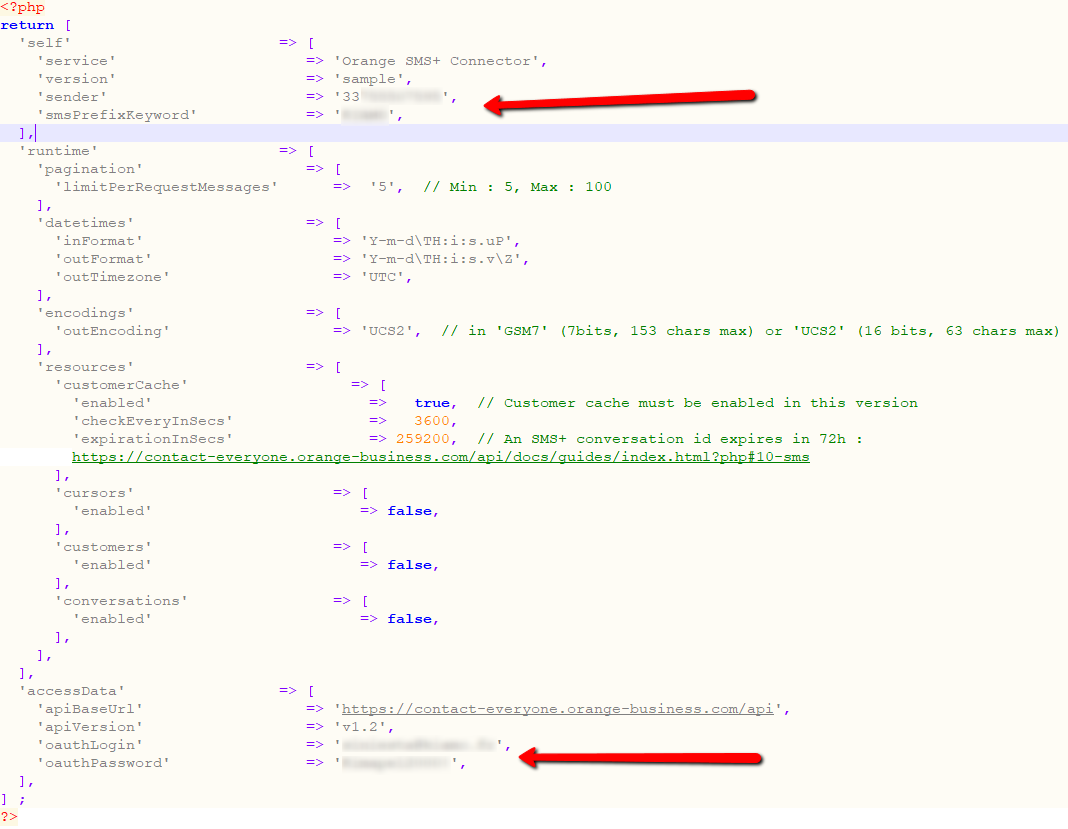 <?php
return [
'self' => [
'service' => 'Orange SMS+ Connector',
'version' => 'sample',
'sender' => '33 ',
'smsPrefixKeyword' => ' ',
],
'runtime' => [
'pagination' => [
'limitPerRequestMessages' => '5', // Min : 5, Max : 100
],
'datetimes' => [
'inFormat' => 'Y-m-d\TH:i:s.uP',
'outFormat' => 'Y-m-d\TH:i:s.v\Z',
'outTimezone' => 'UTC',
],
'encodings' => [
'outEncoding' => 'UCS2', // in 'GSM7' (7bits, 153 chars max) or 'UCS2' (16 bits, 63 chars max)
],
'resources' => [
'customerCache' => [
'enabled' => true, // Customer cache must be enabled in this version
'checkEveryInSecs' => 3600,
'expirationInSecs' => 259200, // An SMS+ conversation id expires in 72h :
https://contact-everyone.orange-business.com/api/docs/guides/index.html?php#10-sms
],
'cursors' => [
'enabled' => false,
],
'customers' => [
'enabled' => false,
],
'conversations' => [
'enabled' => false,
],
],
],
'accessData' => [
'apiBaseUrl' => 'https://contact-everyone.orange-business.com/api',
'apiVersion' => 'v1.2',
'oauthLogin' => ' ',
'oauthPassword' => ' ',
],
] ;
?>